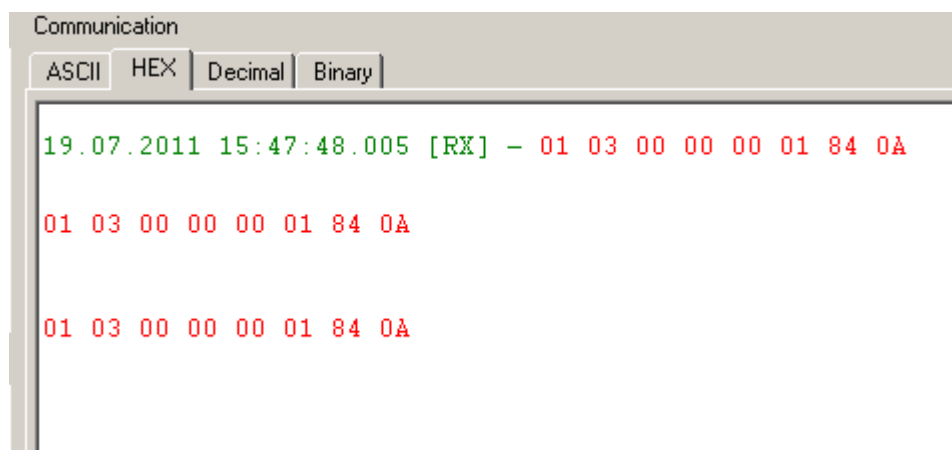 Communication
ASCII HEX Decimal Binary
19.07.2011 15:47:48.005 [RX] – 01 03 00 00 00 01 84 0A
01 03 00 00 00 01 84 0A
01 03 00 00 00 01 84 0A